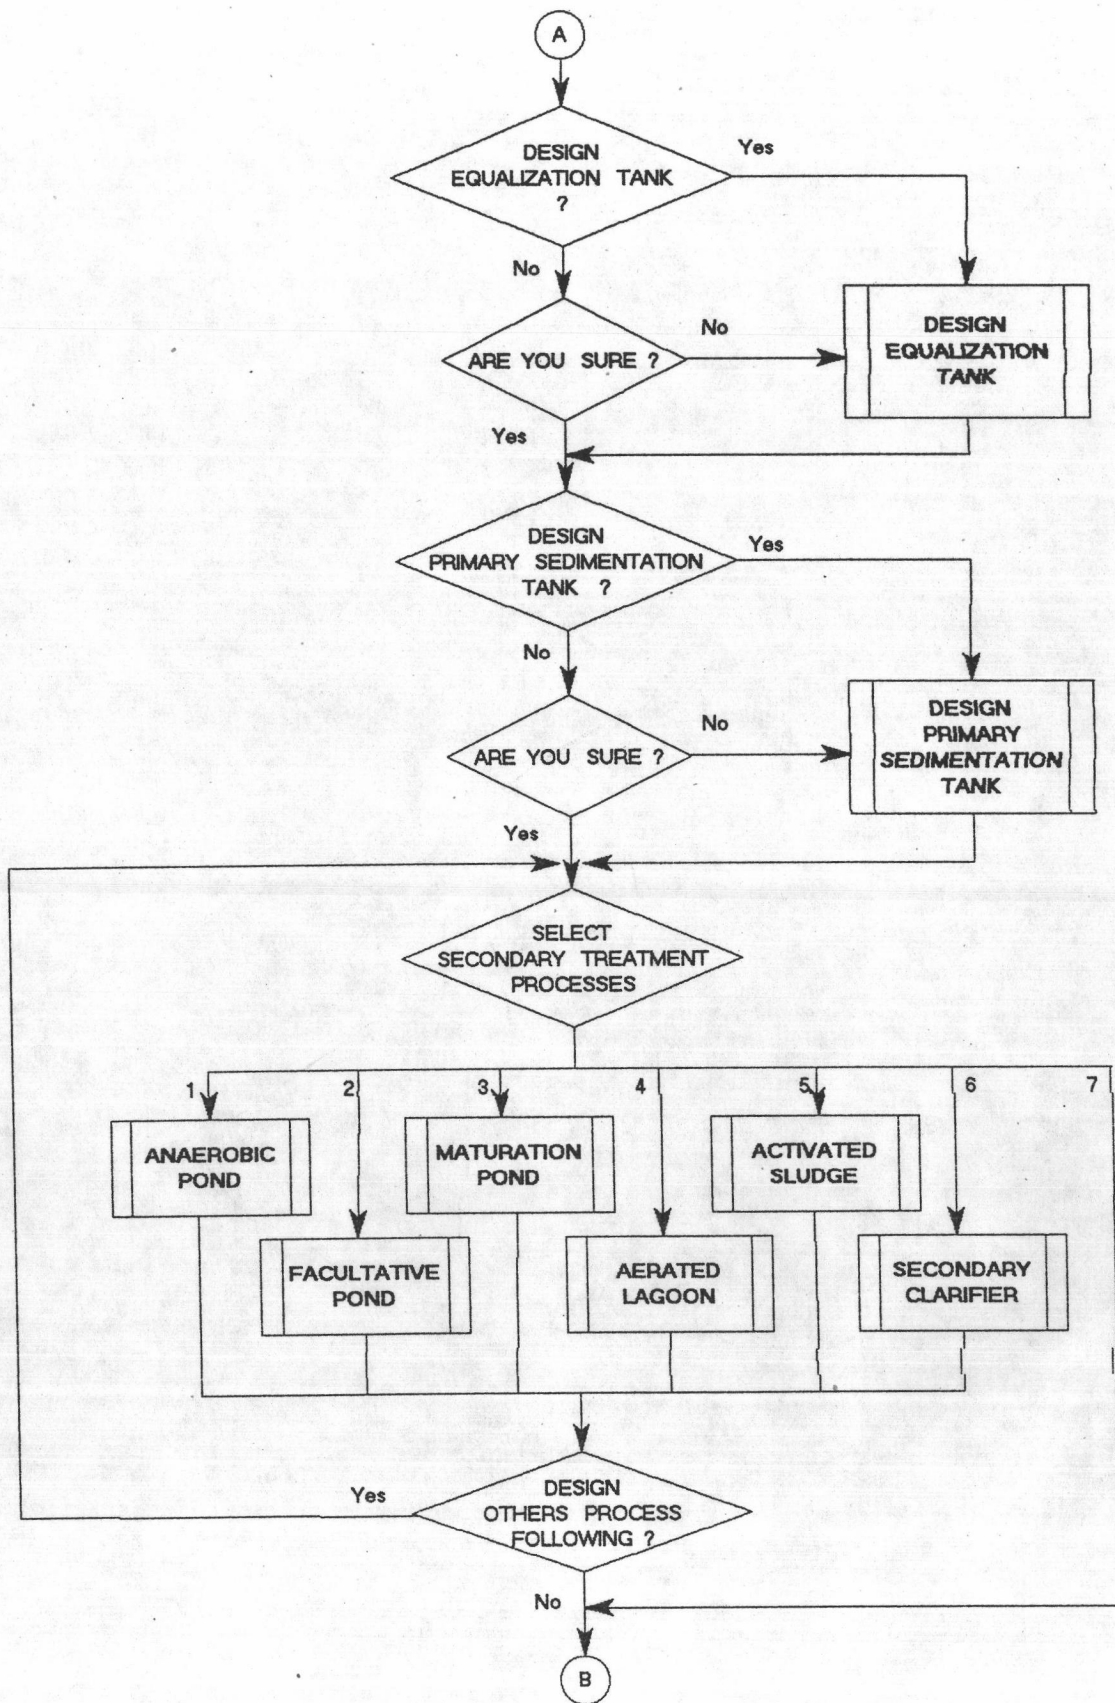 A
DESIGN
EQUALIZATION TANK
?
Yes
No
ARE YOU SURE ?
No
DESIGN
EQUALIZATION
TANK
Yes
DESIGN
PRIMARY SEDIMENTATION
TANK ?
Yes
No
ARE YOU SURE ?
No
DESIGN
PRIMARY
SEDIMENTATION
TANK
Yes
SELECT
SECONDARY TREATMENT
PROCESSES
1
2
3
4
5
6
7
ANAEROBIC
POND
MATURATION
POND
ACTIVATED
SLUDGE
FACULTATIVE
POND
AERATED
LAGOON
SECONDARY
CLARIFIER
DESIGN
OTHERS PROCESS
FOLLOWING ?
Yes
No
B